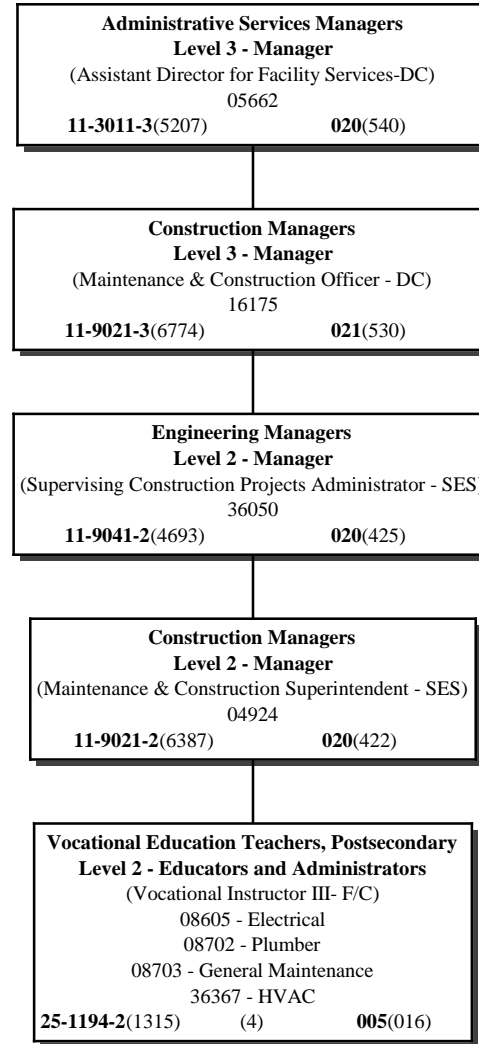 Administrative Services Managers
Level 3 - Manager
(Assistant Director for Facility Services-DC)
05662
11-3011-3(5207) 020(540)
Construction Managers
Level 3 - Manager
(Maintenance & Construction Officer - DC)
16175
11-9021-3(6774) 021(530)
Engineering Managers
Level 2 - Manager
(Supervising Construction Projects Administrator - SES)
36050
11-9041-2(4693) 020(425)
Construction Managers
Level 2 - Manager
(Maintenance & Construction Superintendent - SES)
04924
11-9021-2(6387) 020(422)
Vocational Education Teachers, Postsecondary
Level 2 - Educators and Administrators
(Vocational Instructor III- F/C)
08605 - Electrical
08702 - Plumber
08703 - General Maintenance
36367 - HVAC
25-1194-2(1315) (4) 005(016)